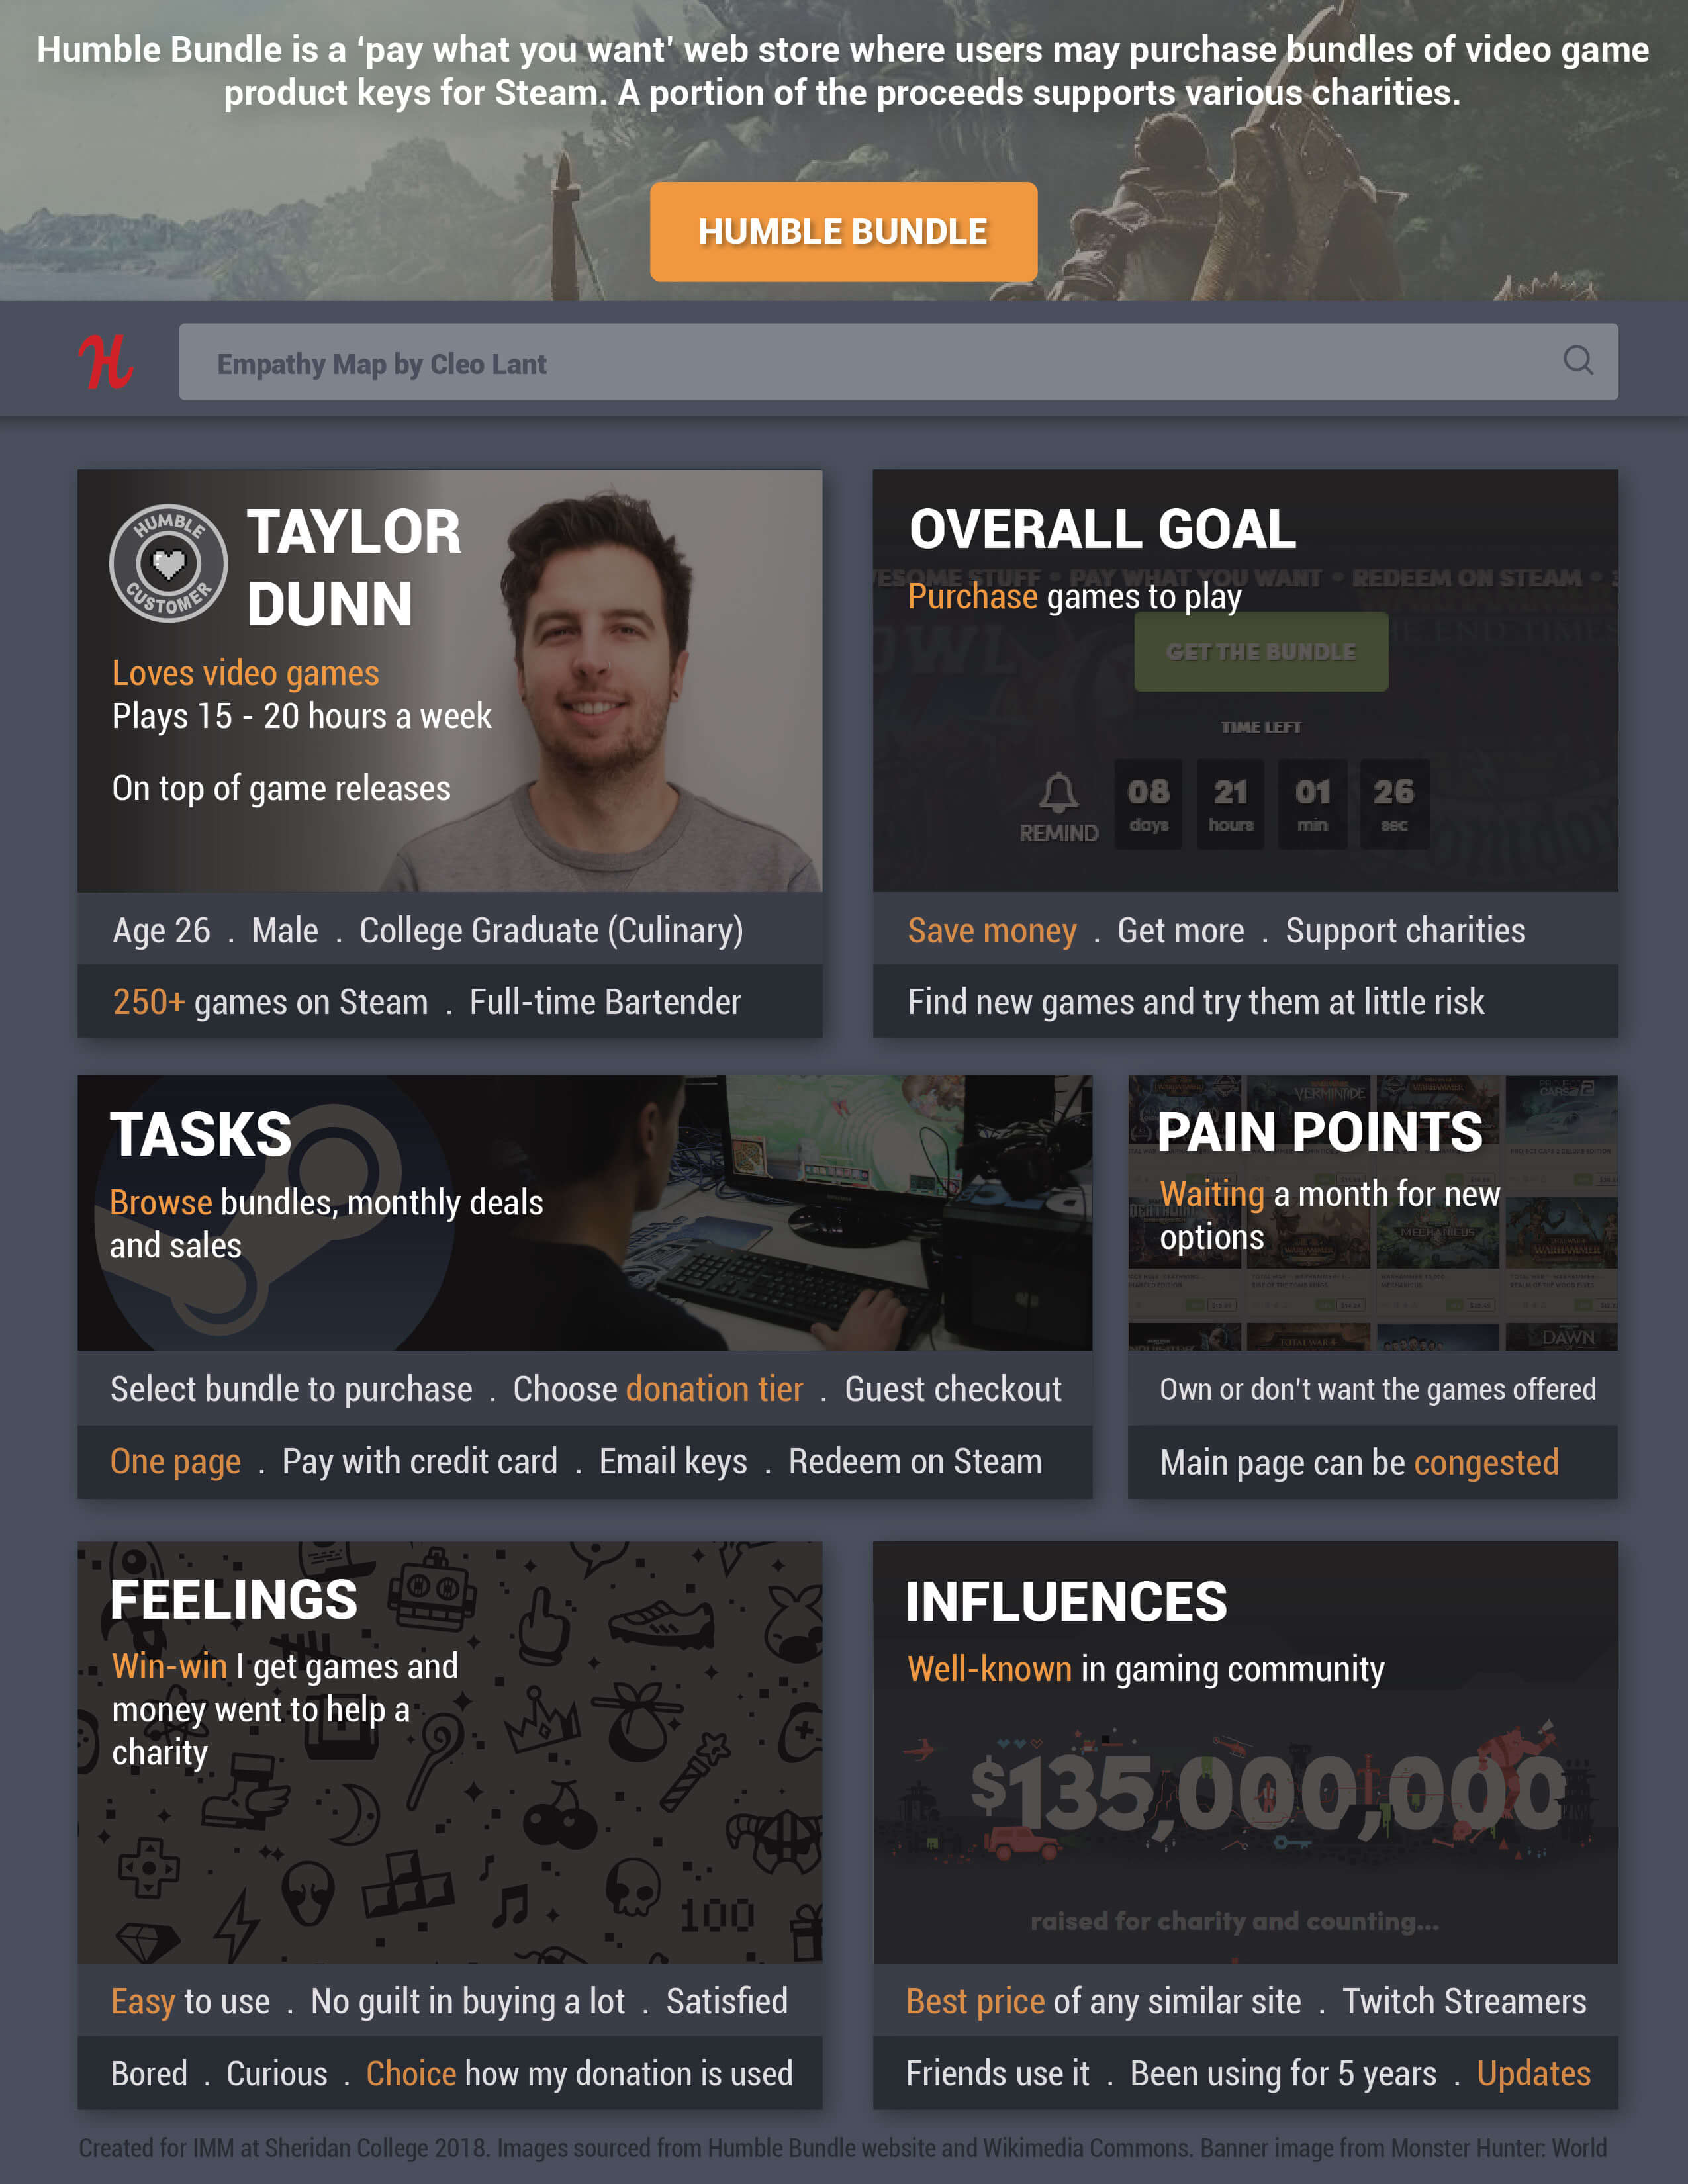 Humble Bundle is a ‘pay what you want’ web store where users may purchase bundles of video game
product keys for Steam. A portion of the proceeds supports various charities.
HUMBLE BUNDLE
H
Empathy Map by Cleo Lant
HUMBLE
CUSTOMER
TAYLOR
DUNN
Loves video games
Plays 15 - 20 hours a week
On top of game releases
Age 26 . Male . College Graduate (Culinary)
250+ games on Steam . Full-time Bartender
OVERALL GOAL
ESOME STUFF • PAY WHAT YOU WANT • REDEEM ON STEAM •
Purchase games to play
OWL
THE END TIMES
GET THE BUNDLE
TIME LEFT
REMIND
08 21 01 26
days hours min sec
Save money . Get more . Support charities
Find new games and try them at little risk
TASKS
Browse bundles, monthly deals
and sales
Select bundle to purchase . Choose donation tier . Guest checkout
One page . Pay with credit card . Email keys . Redeem on Steam
VERMINTIDE
CARS 2
PAIN POINTS
Waiting a month for new
options
MECHANICUS
WARHAMMER
TOTAL WAR
DAWN
Own or don't want the games offered
Main page can be congested
FEELINGS
Win-win I get games and
money went to help a
charity
100
Easy to use . No guilt in buying a lot . Satisfied
Bored . Curious . Choice how my donation is used
INFLUENCES
Well-known in gaming community
$135,000,000
raised for charity and counting...
Best price of any similar site . Twitch Streamers
Friends use it . Been using for 5 years . Updates
Created for IMM at Sheridan College 2018. Images sourced from Humble Bundle website and Wikimedia Commons. Banner image from Monster Hunter: World